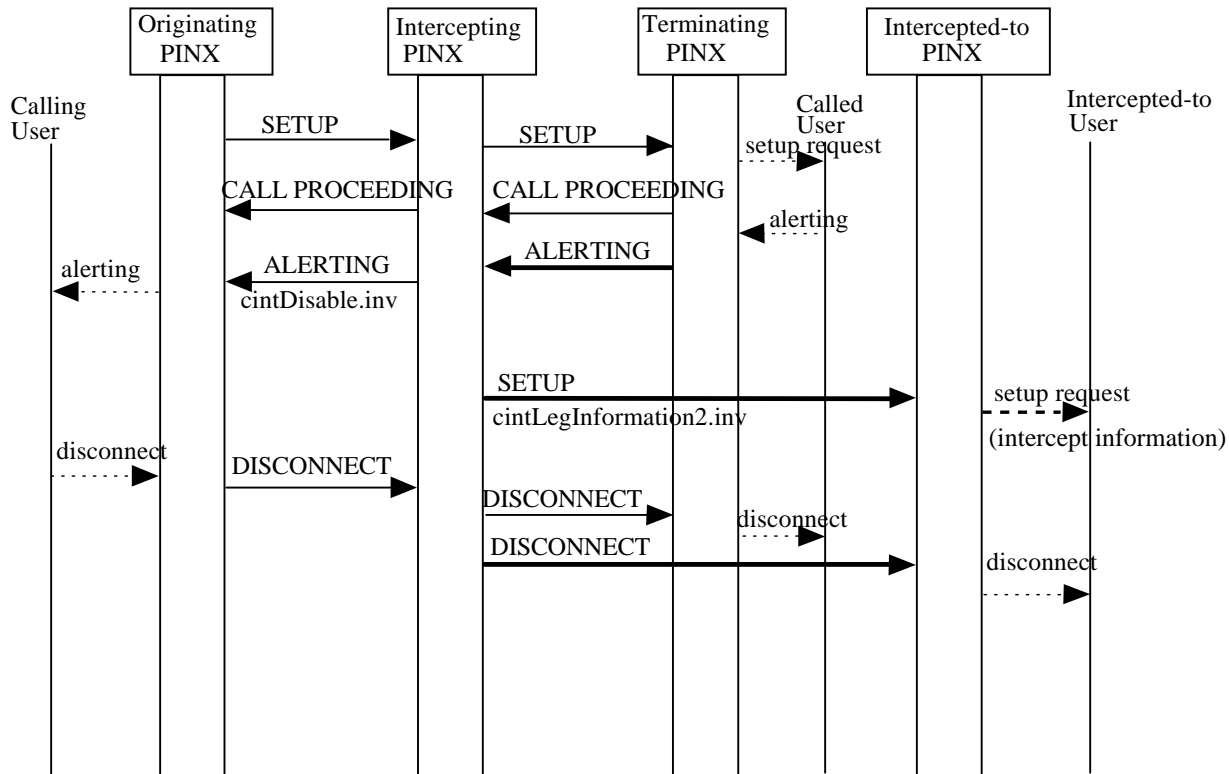 Originating
PINX
Intercepting
PINX
Terminating
PINX
Intercepted-to
PINX
Calling
User
Called
User
Intercepted-to
User
SETUP
SETUP
setup request
CALL PROCEEDING
CALL PROCEEDING
alerting
ALERTING
ALERTING
alerting
cintDisable.inv
SETUP
setup request
cintLegInformation2.inv
(intercept information)
disconnect
DISCONNECT
DISCONNECT
disconnect
DISCONNECT
disconnect